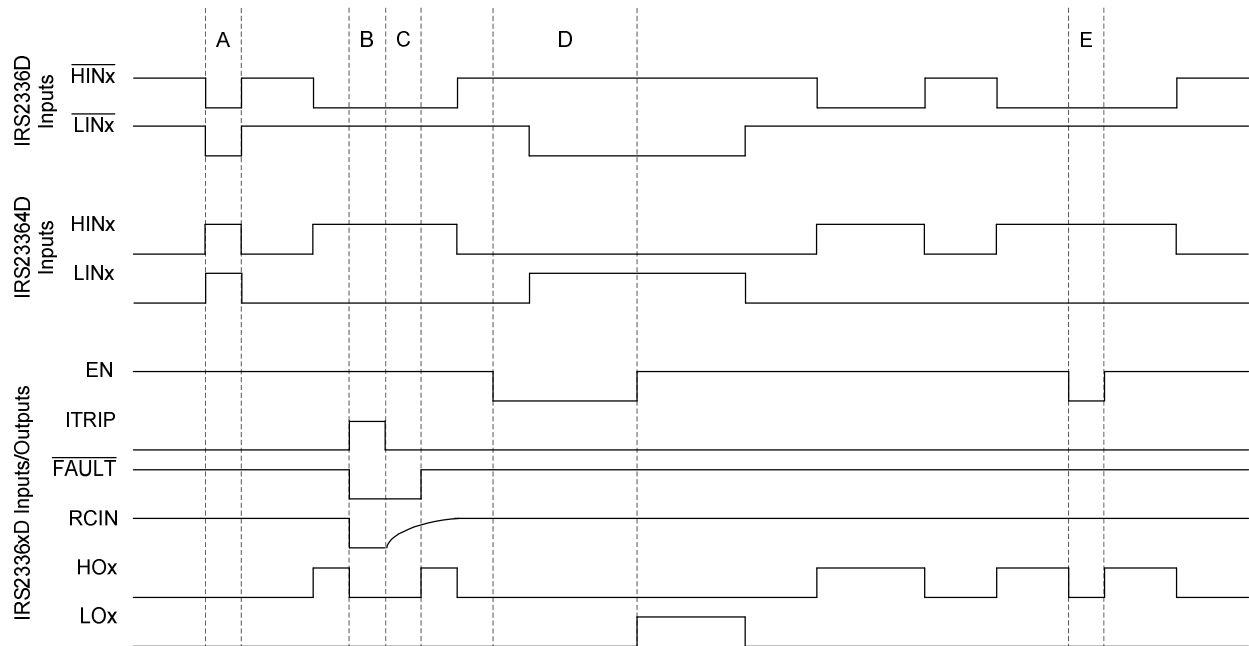 A B C D E
IRS2336D
Inputs
HINx
LINx
IRS23364D
Inputs
HINx
LINx
IRS2336xD Inputs/Outputs
EN
ITRIP
FAULT
RCIN
HOx
LOx